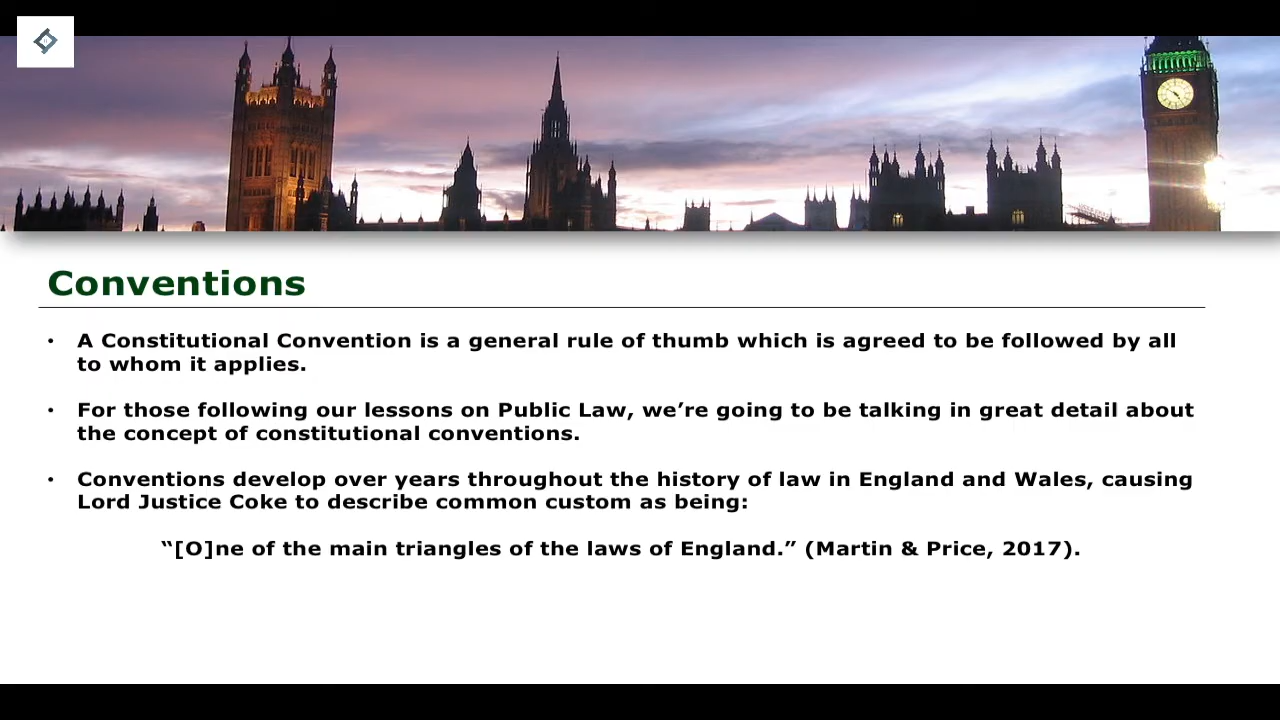 Conventions
• A Constitutional Convention is a general rule of thumb which is agreed to be followed by all
to whom it applies.
• For those following our lessons on Public Law, we’re going to be talking in great detail about
the concept of constitutional conventions.
• Conventions develop over years throughout the history of law in England and Wales, causing
Lord Justice Coke to describe common custom as being:
“[O]ne of the main triangles of the laws of England.” (Martin & Price, 2017).